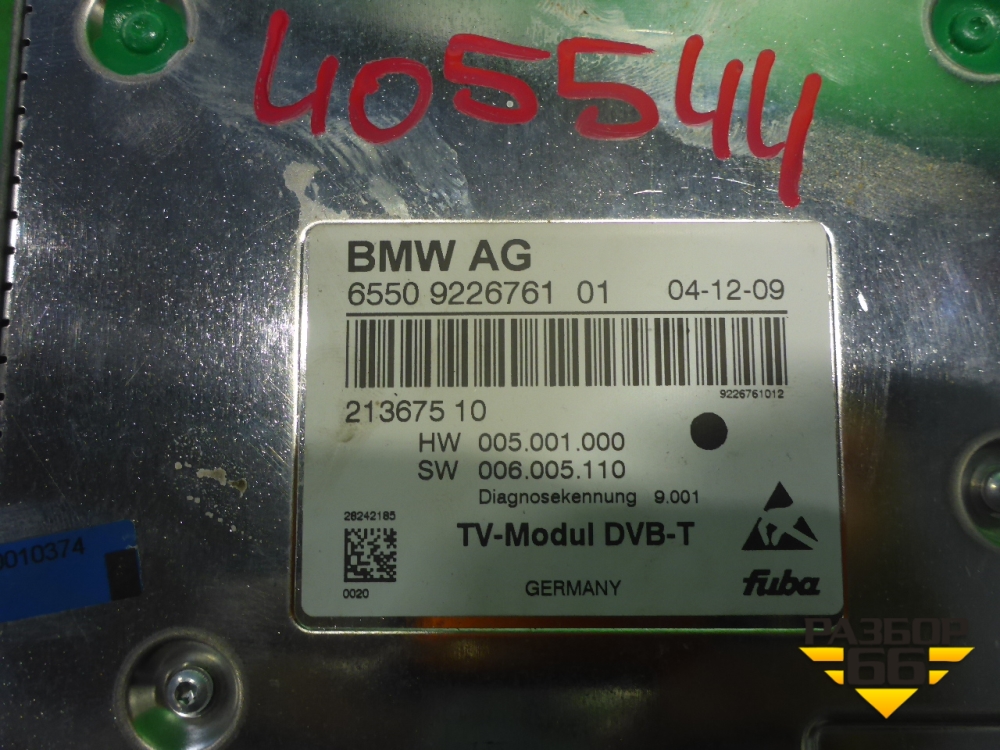 405544
BMW AG
6550 9226761 01 04-12-09
9226761012
213675 10
HW 005.001.000
SW 006.005.110
Diagnosekennung 9.001
28242185
TV-Modul DVB-T
0020
GERMANY
fuba
0010374
РАЗБОР
66